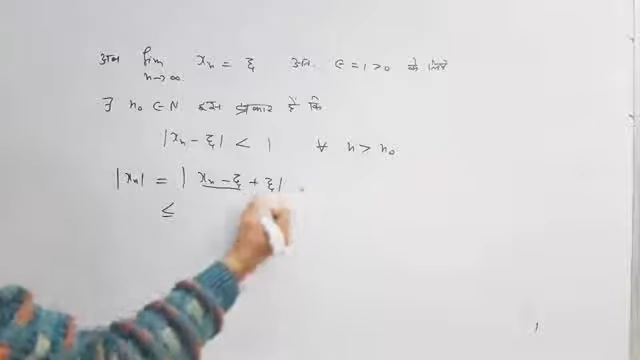 अब lim xₙ = ξ अतः ε = 1 > 0 के लिये
n→∞
∃ n₀ ∈ N इस प्रकार है कि
|xₙ - ξ| < 1 ∀ n > n₀
|xₙ| = | xₙ - ξ + ξ|
≤